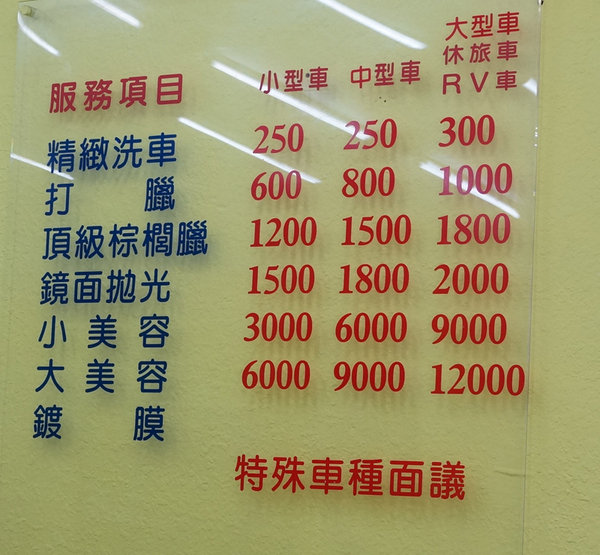 大型車
休旅車
服務項目 小型車 中型車 RV車
精緻洗車 250 250 300
打蠟 600 800 1000
頂級棕櫚臘 1200 1500 1800
鏡面拋光 1500 1800 2000
小美容 3000 6000 9000
大美容 6000 9000 12000
鍍膜
特殊車種面議